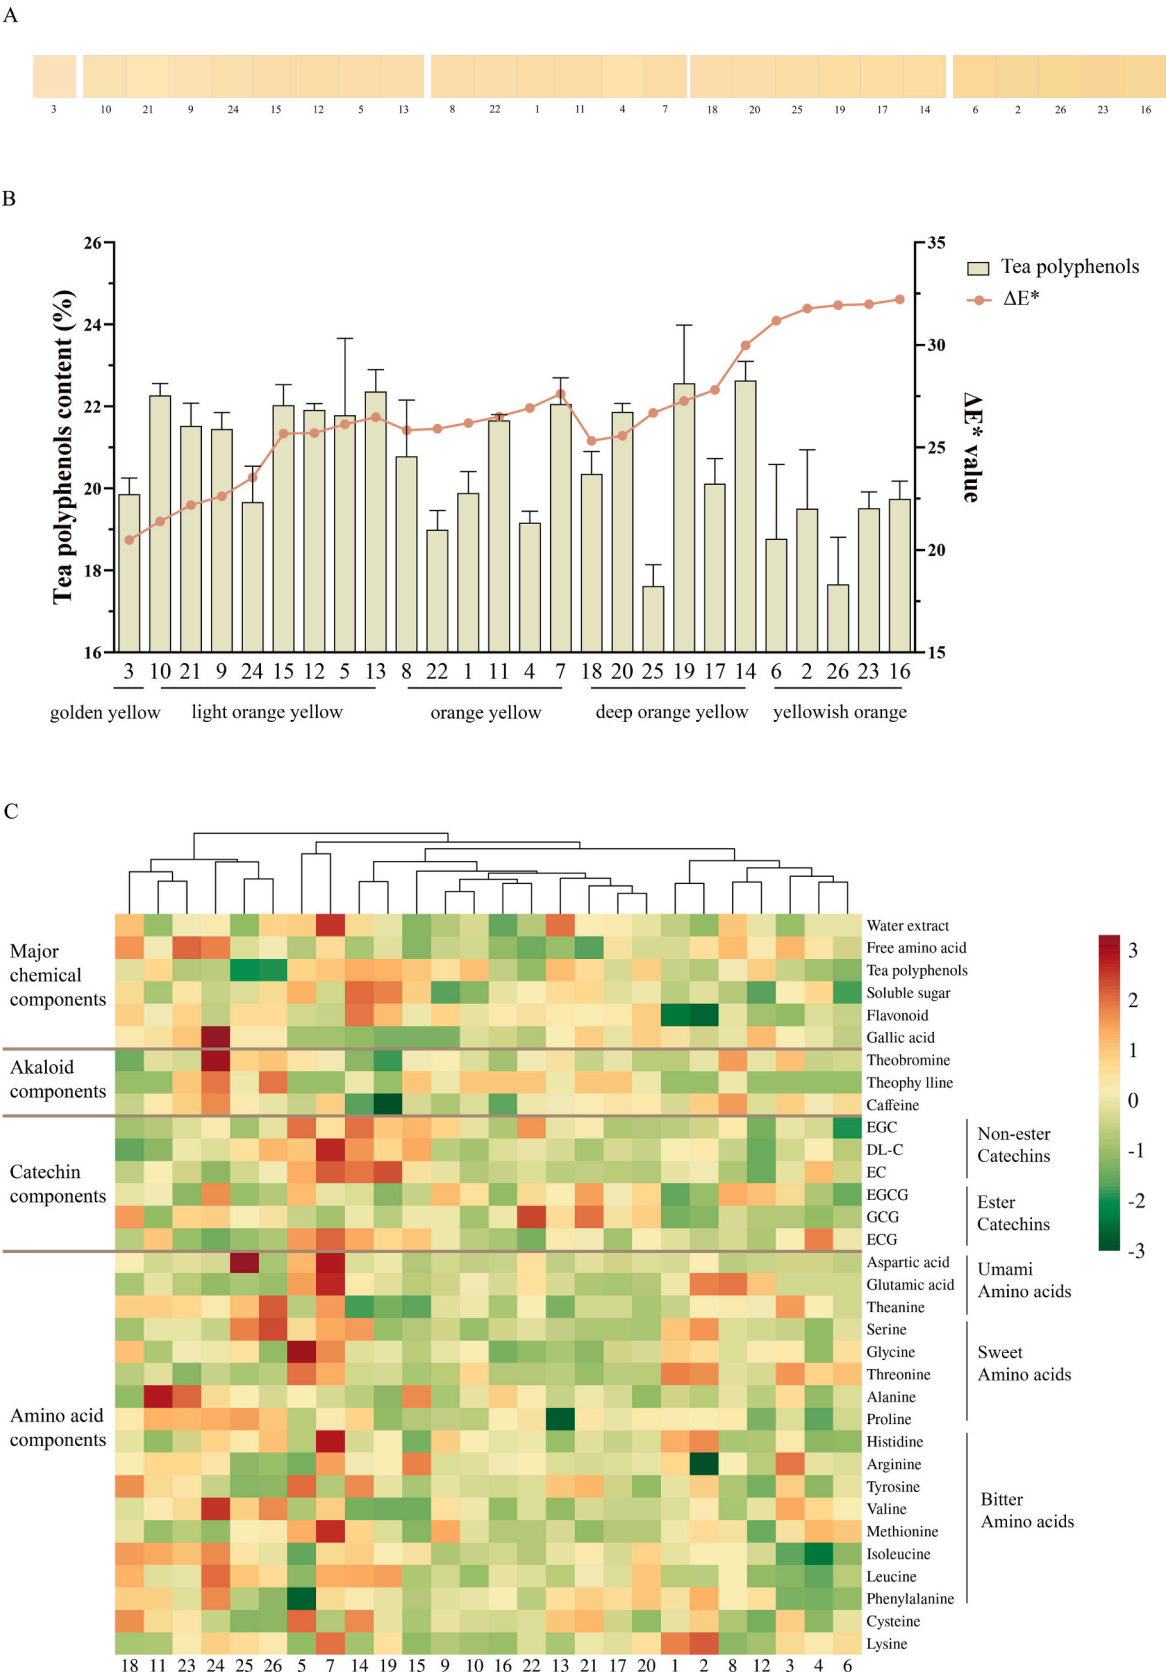 A
3 10 21 9 24 15 12 5 13 8 22 1 11 4 7 18 20 25 19 17 14 6 2 26 23 16
B
Tea polyphenols content (%)
26
24
22
20
18
16
35
30
25
20
15
ΔE* value
Tea polyphenols
ΔE*
3 10 21 9 24 15 12 5 13 8 22 1 11 4 7 18 20 25 19 17 14 6 2 26 23 16
golden yellow light orange yellow orange yellow deep orange yellow yellowish orange
C
Major
chemical
components
Akaloid
components
Catechin
components
Amino acid
components
Water extract
Free amino acid
Tea polyphenols
Soluble sugar
Flavonoid
Gallic acid
Theobromine
Theophy lline
Caffeine
EGC
DL-C
EC
EGCG
GCG
ECG
Aspartic acid
Glutamic acid
Theanine
Serine
Glycine
Threonine
Alanine
Proline
Histidine
Arginine
Tyrosine
Valine
Methionine
Isoleucine
Leucine
Phenylalanine
Cysteine
Lysine
Non-ester
Catechins
Ester
Catechins
Umami
Amino acids
Sweet
Amino acids
Bitter
Amino acids
3
2
1
0
-1
-2
-3
18 11 23 24 25 26 5 7 14 19 15 9 10 16 22 13 21 17 20 1 2 8 12 3 4 6